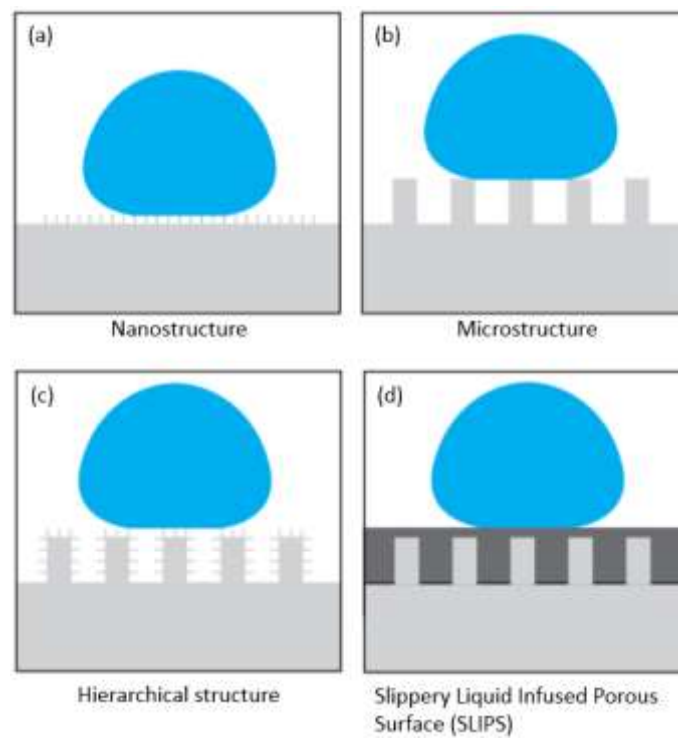 (a)
(b)
Nanostructure
Microstructure
(c)
(d)
Hierarchical structure
Slippery Liquid Infused Porous
Surface (SLIPS)